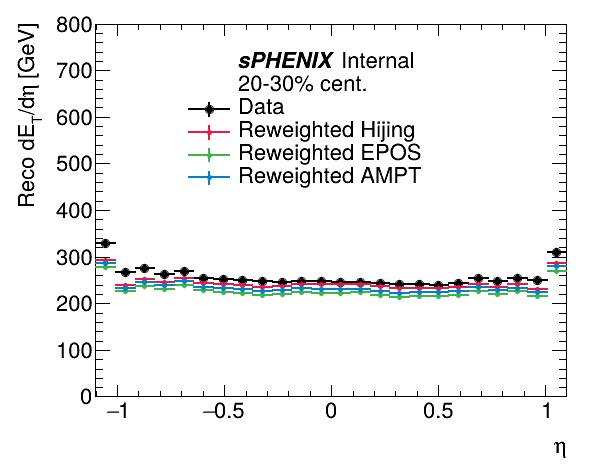 Reco dE_T/dη [GeV]
800
700
600
500
400
300
200
100
0
sPHENIX Internal
20-30% cent.
Data
Reweighted Hijing
Reweighted EPOS
Reweighted AMPT
−1 −0.5 0 0.5 1
η